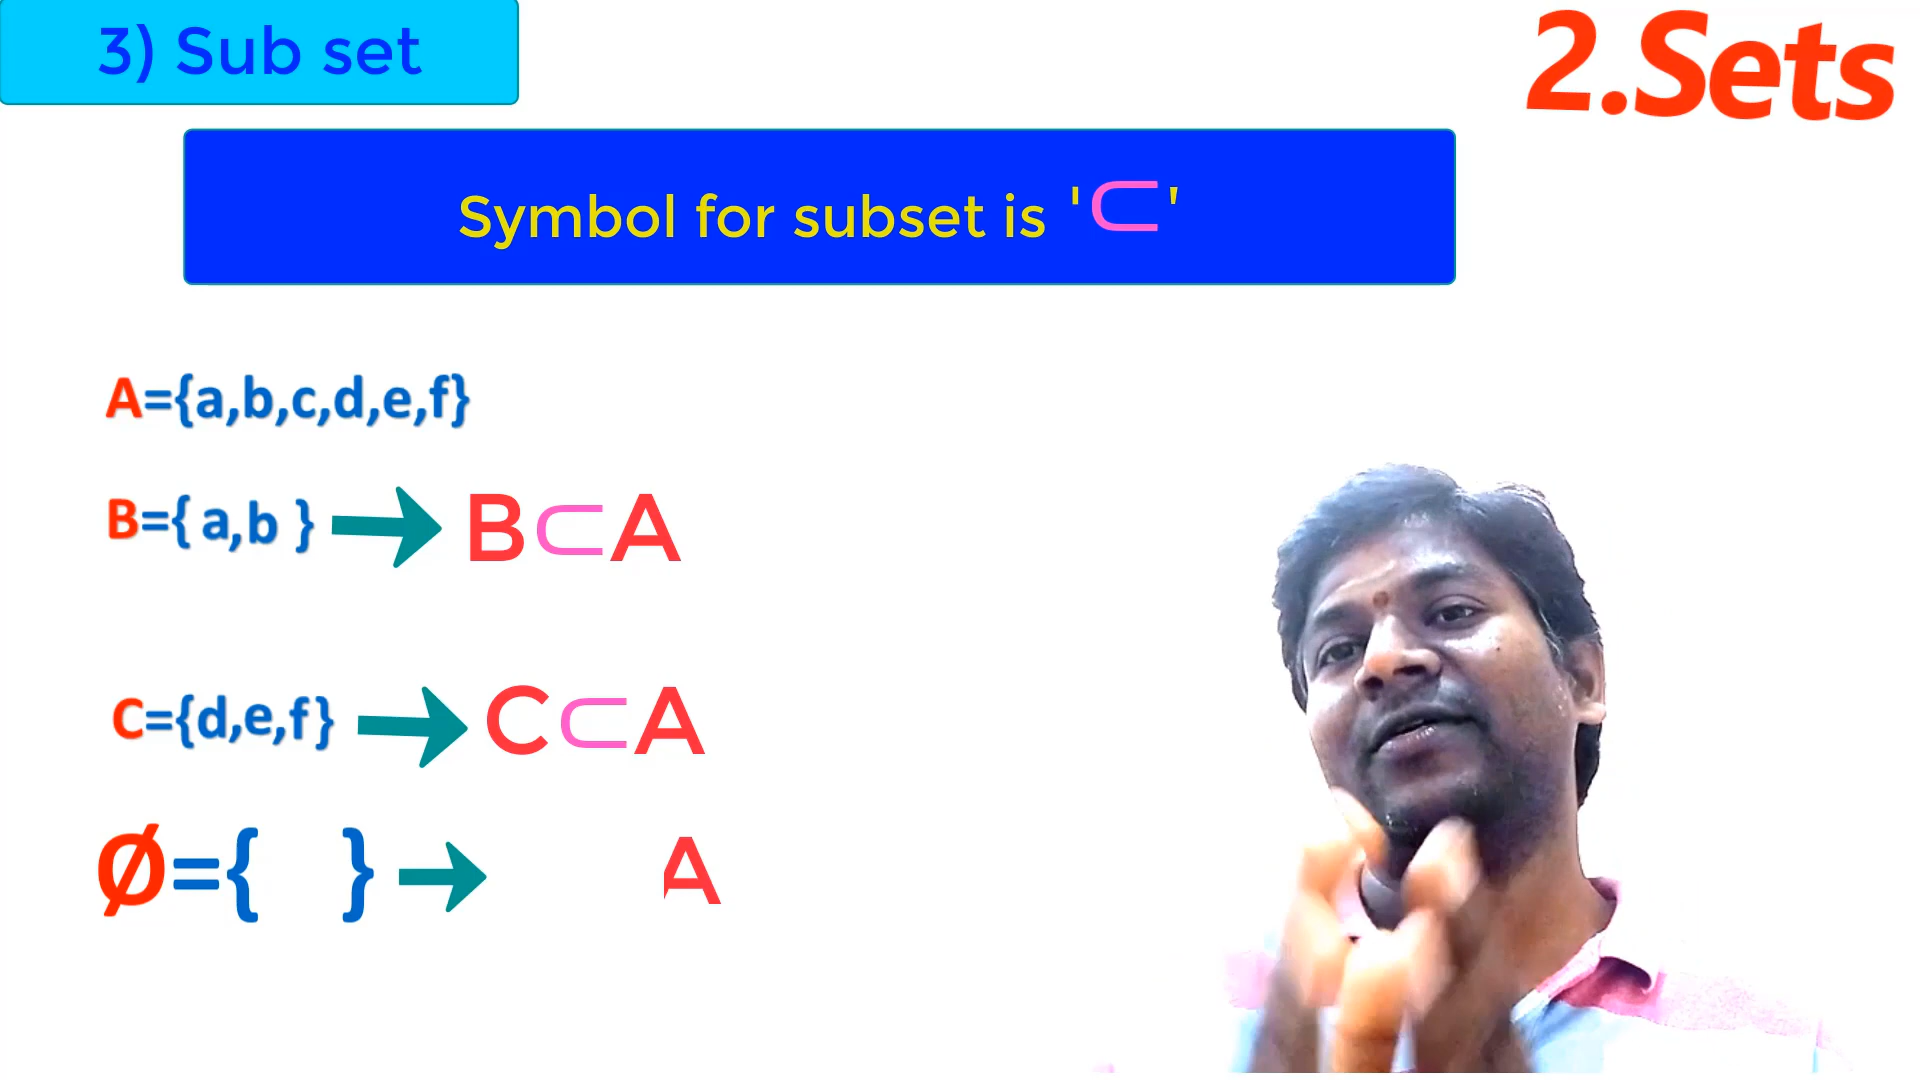 3) Sub set
2.Sets
Symbol for subset is '⊂'
A={a,b,c,d,e,f}
B={ a,b } → B⊂A
C={d,e,f} → C⊂A
Ø={ } → A